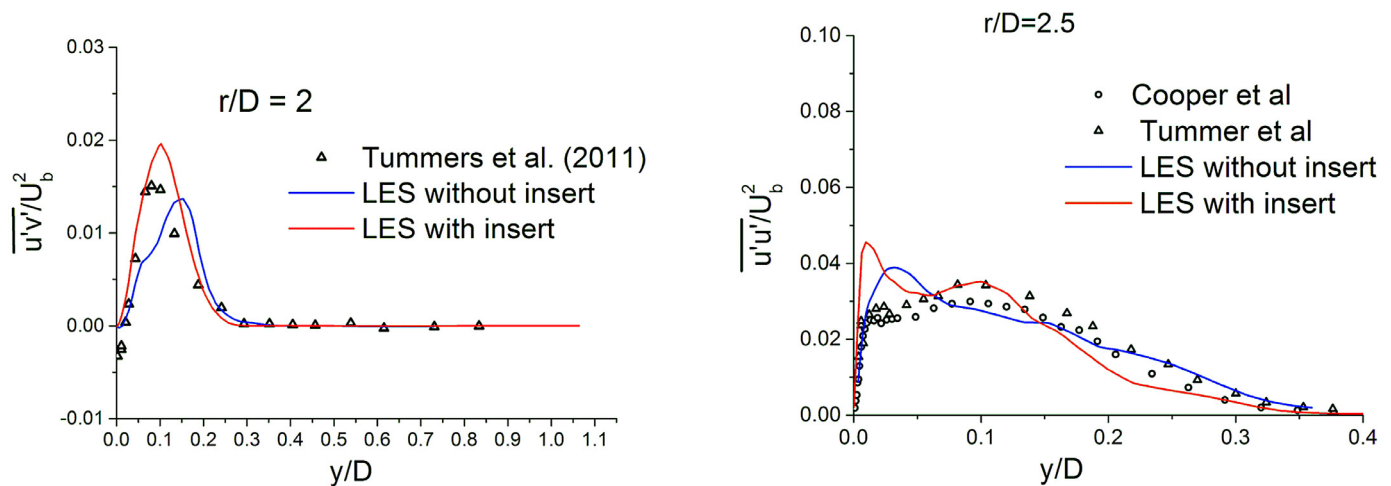 0.03
0.02
0.01
0.00
-0.01
u'v'/U_b^2
r/D = 2
Tummers et al. (2011)
LES without insert
LES with insert
0.0 0.1 0.2 0.3 0.4 0.5 0.6 0.7 0.8 0.9 1.0 1.1
y/D
r/D=2.5
0.10
0.08
0.06
0.04
0.02
0.00
u'u'/U_b^2
Cooper et al
Tummer et al
LES without insert
LES with insert
0.0 0.1 0.2 0.3 0.4
y/D